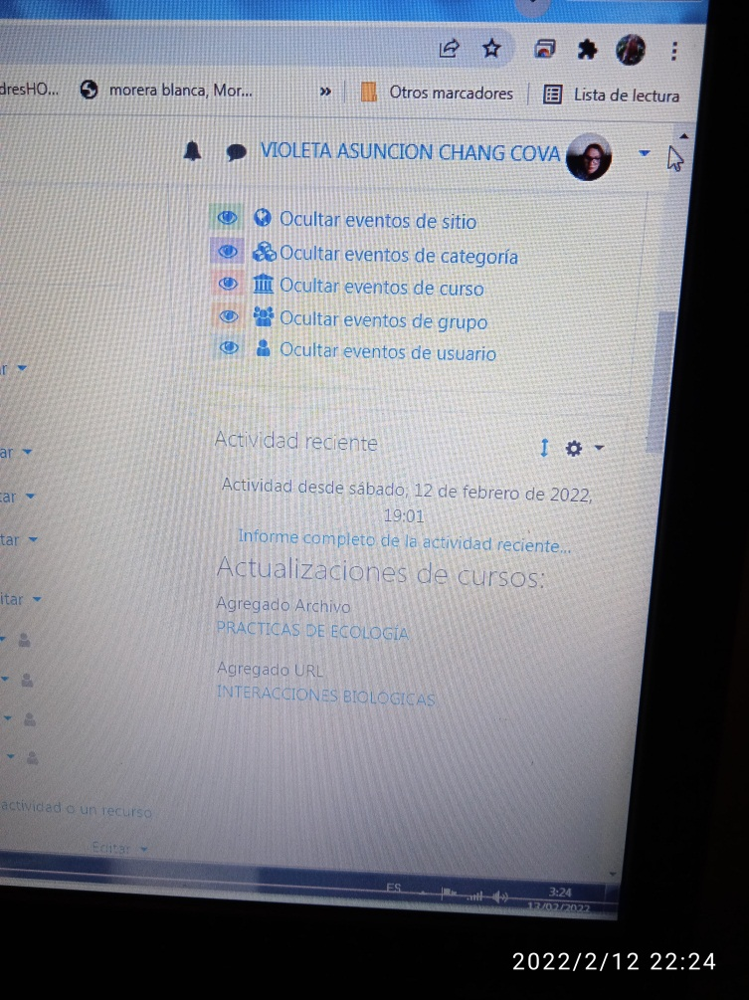 dresHO... morera blanca, Mor... » Otros marcadores Lista de lectura
VIOLETA ASUNCION CHANG COVA
Ocultar eventos de sitio
Ocultar eventos de categoría
Ocultar eventos de curso
Ocultar eventos de grupo
Ocultar eventos de usuario
r
ar
tar
tar
itar
actividad o un recurso
Editar
Actividad reciente
Actividad desde sábado, 12 de febrero de 2022,
19:01
Informe completo de la actividad reciente...
Actualizaciones de cursos:
Agregado Archivo
PRACTICAS DE ECOLOGÍA
Agregado URL
INTERACCIONES BIOLOGICAS
ES 3:24
13/02/2022
2022/2/12 22:24